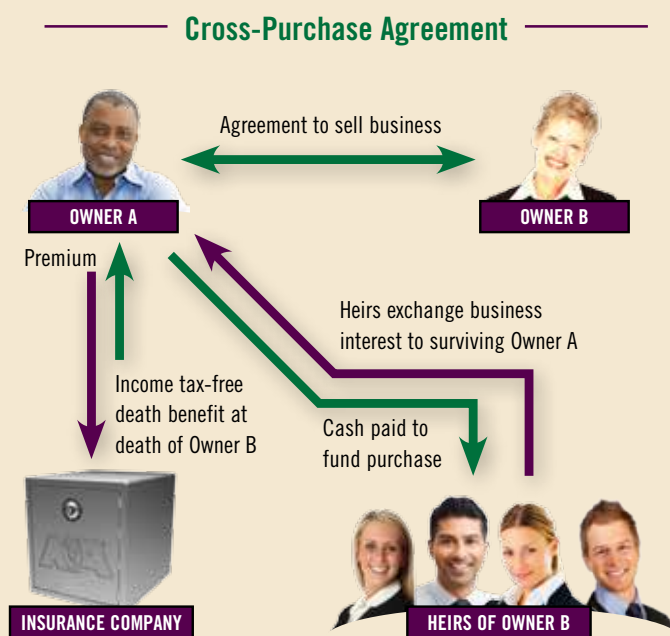 Cross-Purchase Agreement
Agreement to sell business
OWNER A
OWNER B
Premium
Heirs exchange business
interest to surviving Owner A
Income tax-free
death benefit at
death of Owner B
Cash paid to
fund purchase
INSURANCE COMPANY
HEIRS OF OWNER B